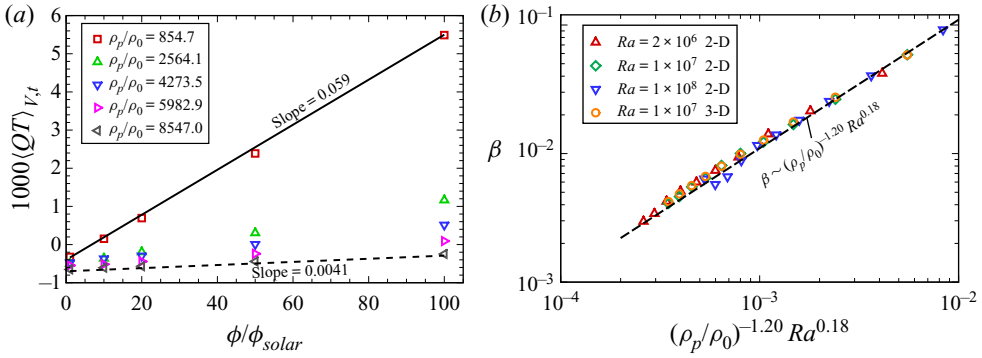 (a)
6
5
4
3
2
1
0
−1
1000⟨QT⟩V,t
ρp/ρ0 = 854.7
ρp/ρ0 = 2564.1
ρp/ρ0 = 4273.5
ρp/ρ0 = 5982.9
ρp/ρ0 = 8547.0
Slope = 0.059
Slope = 0.0041
0 20 40 60 80 100
ϕ/ϕsolar
(b)
10⁻¹
10⁻²
10⁻³
β
Ra = 2 × 10⁶ 2-D
Ra = 1 × 10⁷ 2-D
Ra = 1 × 10⁸ 2-D
Ra = 1 × 10⁷ 3-D
β ~ (ρp/ρ0)⁻¹·²⁰ Ra⁰·¹⁸
10⁻⁴ 10⁻³ 10⁻²
(ρp/ρ0)⁻¹·²⁰ Ra⁰·¹⁸